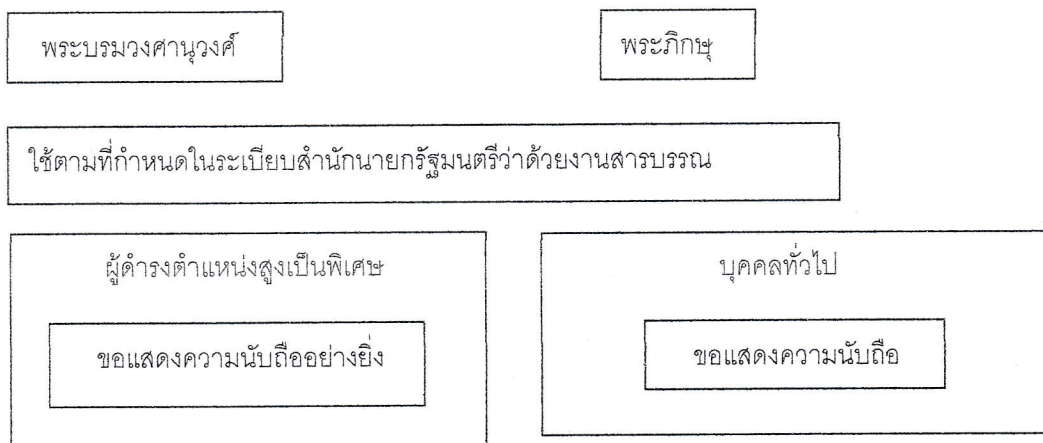 พระบรมวงศานุวงศ์
พระภิกษุ
ใช้ตามที่กำหนดในระเบียบสำนักนายกรัฐมนตรีว่าด้วยงานสารบรรณ
ผู้ดำรงตำแหน่งสูงเป็นพิเศษ
ขอแสดงความนับถืออย่างยิ่ง
บุคคลทั่วไป
ขอแสดงความนับถือ